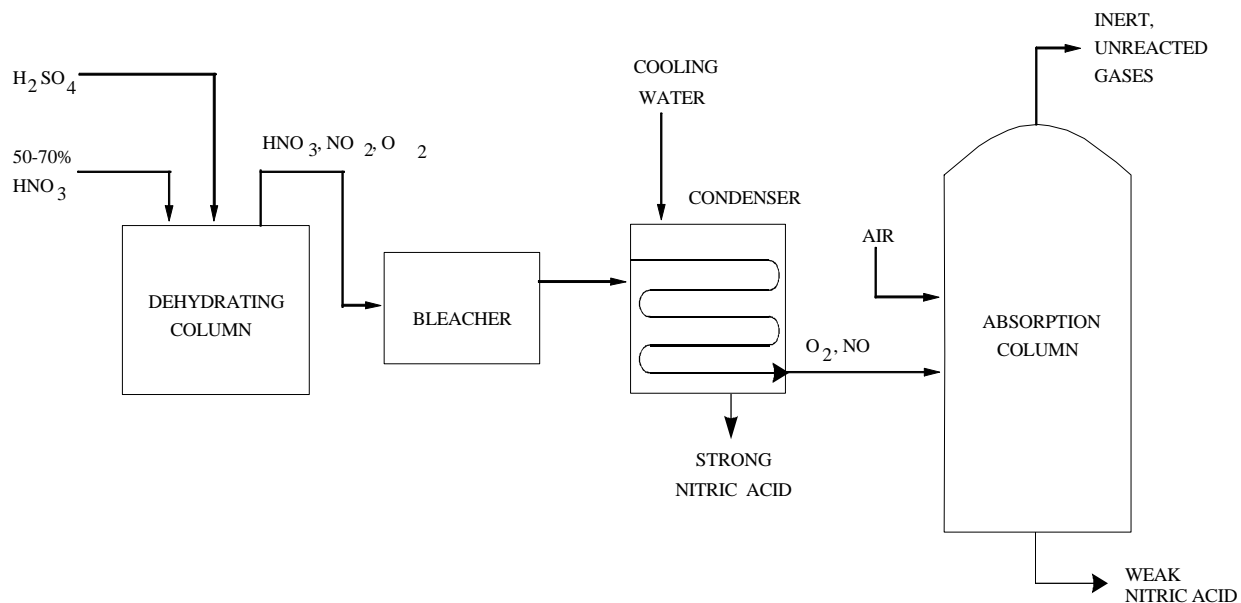 H2SO4
50-70%
HNO3
HNO3, NO2, O2
DEHYDRATING
COLUMN
BLEACHER
COOLING
WATER
CONDENSER
STRONG
NITRIC ACID
O2, NO
AIR
INERT,
UNREACTED
GASES
ABSORPTION
COLUMN
WEAK
NITRIC ACID